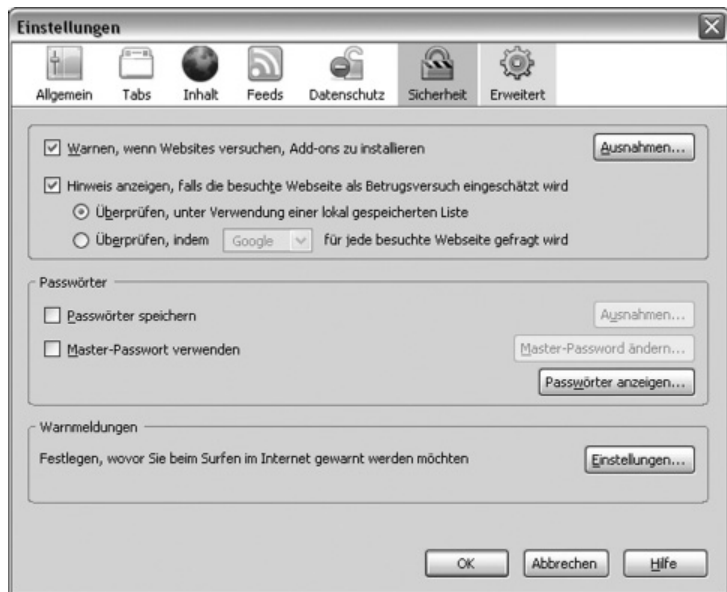 Einstellungen
Allgemein Tabs Inhalt Feeds Datenschutz Sicherheit Erweitert
Warnen, wenn Websites versuchen, Add-ons zu installieren Ausnahmen...
Hinweis anzeigen, falls die besuchte Webseite als Betrugsversuch eingeschätzt wird
Überprüfen, unter Verwendung einer lokal gespeicherten Liste
Überprüfen, indem Google für jede besuchte Webseite gefragt wird
Passwörter
Passwörter speichern Ausnahmen...
Master-Passwort verwenden Master-Password ändern...
Passwörter anzeigen...
Warnmeldungen
Festlegen, wovor Sie beim Surfen im Internet gewarnt werden möchten Einstellungen...
OK Abbrechen Hilfe